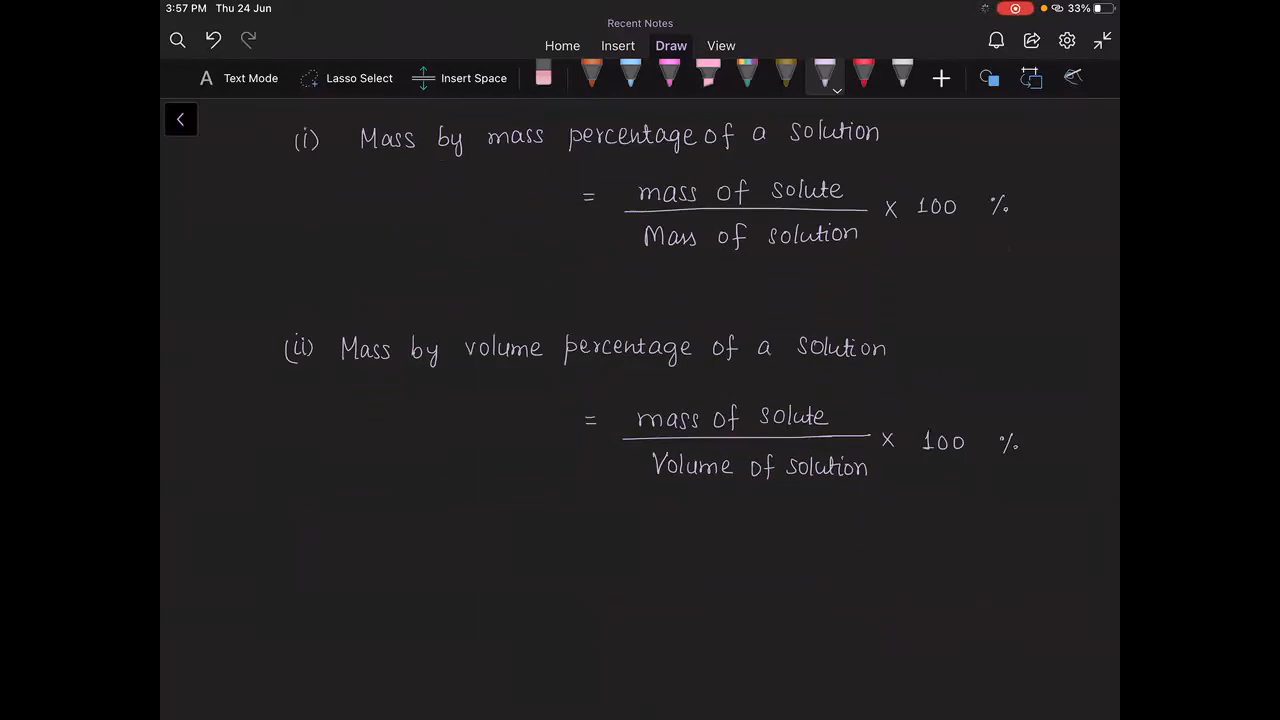 3:57 PM Thu 24 Jun 33%
Recent Notes
Home Insert Draw View
A Text Mode Lasso Select Insert Space
(i) Mass by mass percentage of a solution
= mass of solute
Mass of solution × 100 %
(ii) Mass by volume percentage of a solution
= mass of solute
Volume of solution × 100 %